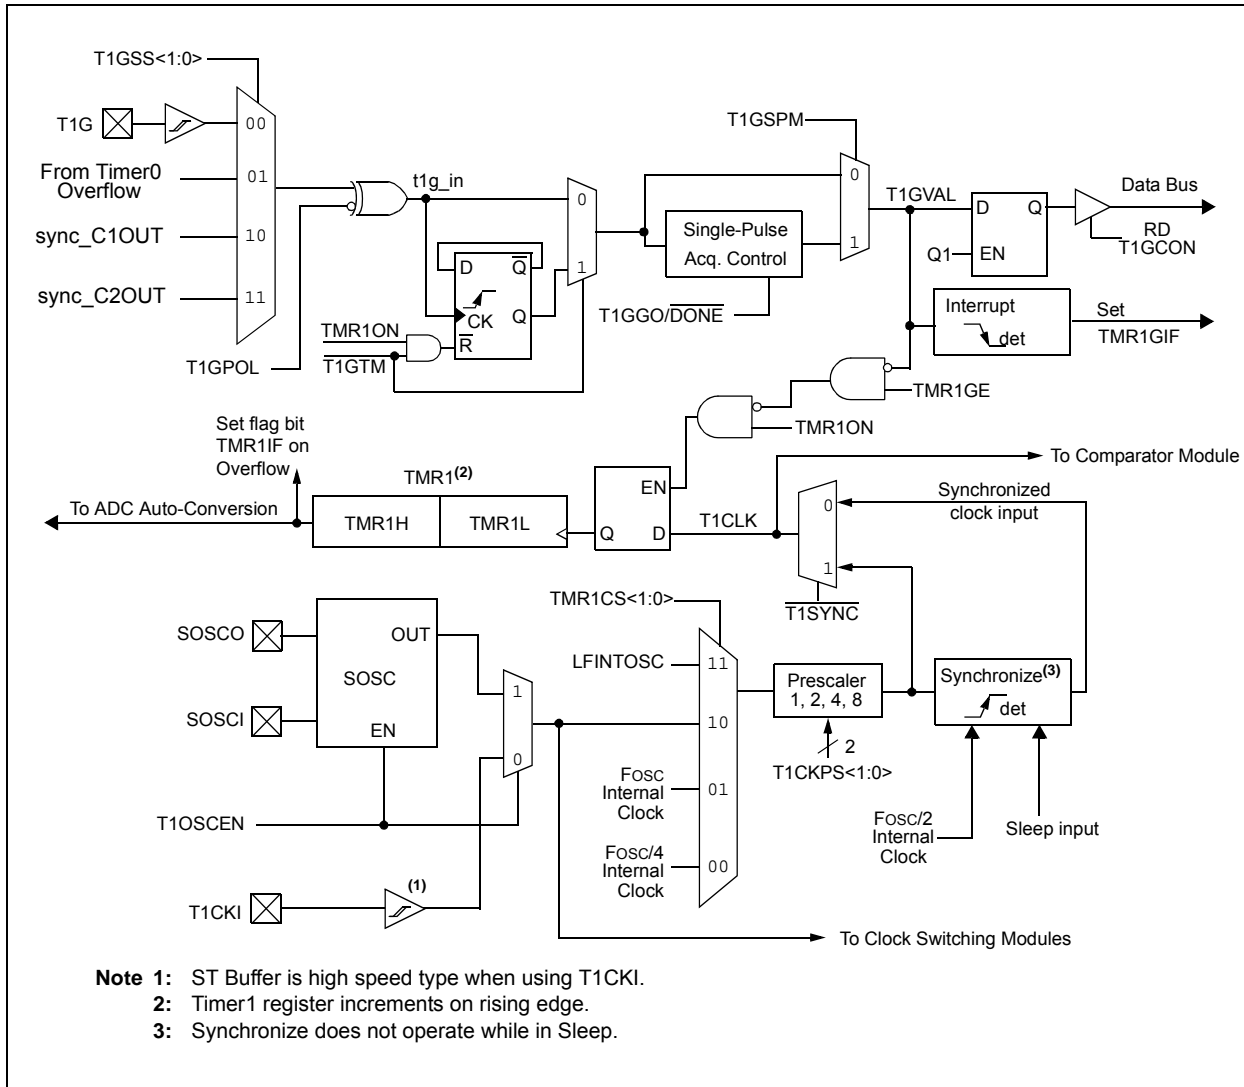 T1GSS<1:0>
T1G
00
From Timer0
Overflow
01
sync_C1OUT
10
sync_C2OUT
11
T1GPOL
t1g_in
D
Q
CK
Q
R
TMR1ON
T1GTM
0
1
T1GSPM
0
1
Single-Pulse
Acq. Control
T1GGO/DONE
T1GVAL
D
Q
Q1
EN
Data Bus
RD
T1GCON
Interrupt
det
Set
TMR1GIF
TMR1GE
TMR1ON
Set flag bit
TMR1IF on
Overflow
TMR1(2)
To ADC Auto-Conversion
TMR1H
TMR1L
EN
Q
D
T1CLK
To Comparator Module
0
1
Synchronized
clock input
T1SYNC
SOSCO
OUT
SOSC
SOSCI
EN
1
0
T1OSCEN
T1CKI
(1)
TMR1CS<1:0>
LFINTOSC
11
10
FOSC
Internal
Clock
01
FOSC/4
Internal
Clock
00
Prescaler
1, 2, 4, 8
2
T1CKPS<1:0>
Synchronize(3)
det
FOSC/2
Internal
Clock
Sleep input
To Clock Switching Modules
Note 1: ST Buffer is high speed type when using T1CKI.
2: Timer1 register increments on rising edge.
3: Synchronize does not operate while in Sleep.